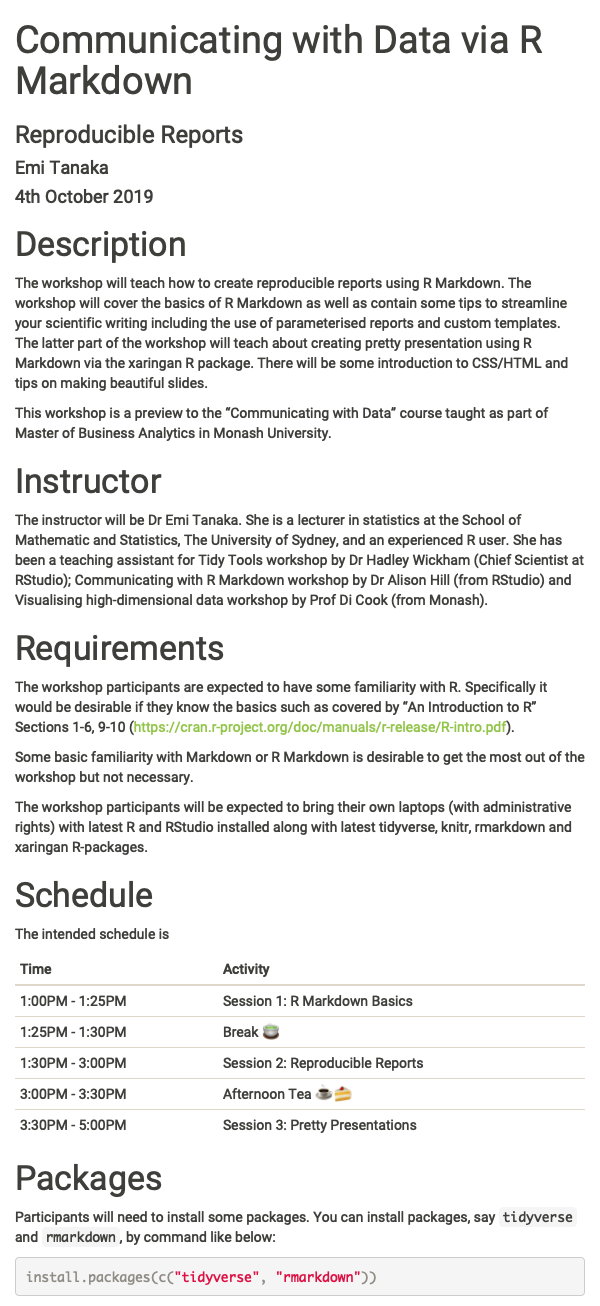 Communicating with Data via R
Markdown
Reproducible Reports
Emi Tanaka
4th October 2019
Description
The workshop will teach how to create reproducible reports using R Markdown. The
workshop will cover the basics of R Markdown as well as contain some tips to streamline
your scientific writing including the use of parameterised reports and custom templates.
The latter part of the workshop will teach about creating pretty presentation using R
Markdown via the xaringan R package. There will be some introduction to CSS/HTML and
tips on making beautiful slides.
This workshop is a preview to the “Communicating with Data” course taught as part of
Master of Business Analytics in Monash University.
Instructor
The instructor will be Dr Emi Tanaka. She is a lecturer in statistics at the School of
Mathematic and Statistics, The University of Sydney, and an experienced R user. She has
been a teaching assistant for Tidy Tools workshop by Dr Hadley Wickham (Chief Scientist at
RStudio); Communicating with R Markdown workshop by Dr Alison Hill (from RStudio) and
Visualising high-dimensional data workshop by Prof Di Cook (from Monash).
Requirements
The workshop participants are expected to have some familiarity with R. Specifically it
would be desirable if they know the basics such as covered by “An Introduction to R”
Sections 1-6, 9-10 (https://cran.r-project.org/doc/manuals/r-release/R-intro.pdf).
Some basic familiarity with Markdown or R Markdown is desirable to get the most out of the
workshop but not necessary.
The workshop participants will be expected to bring their own laptops (with administrative
rights) with latest R and RStudio installed along with latest tidyverse, knitr, rmarkdown and
xaringan R-packages.
Schedule
The intended schedule is
Time Activity
1:00PM - 1:25PM Session 1: R Markdown Basics
1:25PM - 1:30PM Break 🍵
1:30PM - 3:00PM Session 2: Reproducible Reports
3:00PM - 3:30PM Afternoon Tea ☕🍰
3:30PM - 5:00PM Session 3: Pretty Presentations
Packages
Participants will need to install some packages. You can install packages, say tidyverse
and rmarkdown, by command like below:
install.packages(c("tidyverse", "rmarkdown"))